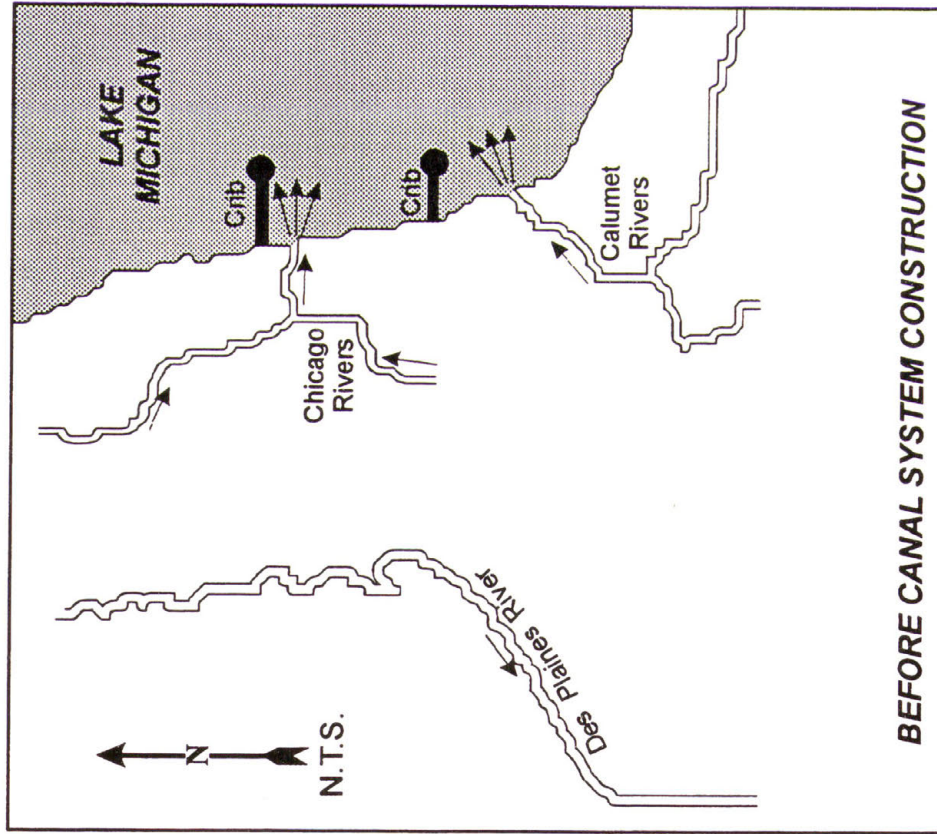 LAKE
MICHIGAN
Crib
Crib
Chicago
Rivers
Calumet
Rivers
Des Plaines River
N
N.T.S.
BEFORE CANAL SYSTEM CONSTRUCTION